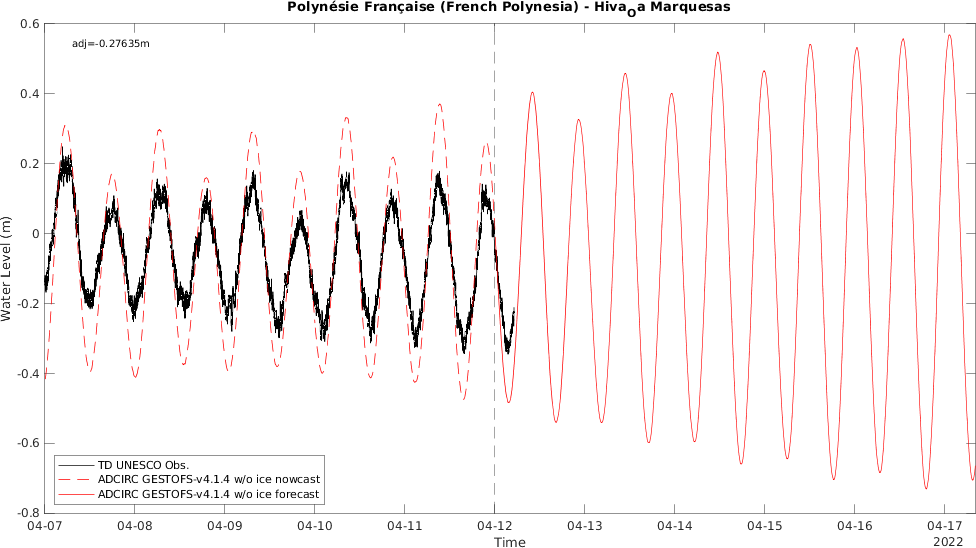 Polynésie Française (French Polynesia) - HivaOa Marquesas
adj=-0.27635m
0.6
0.4
0.2
0
-0.2
-0.4
-0.6
-0.8
Water Level (m)
TD UNESCO Obs.
ADCIRC GESTOFS-v4.1.4 w/o ice nowcast
ADCIRC GESTOFS-v4.1.4 w/o ice forecast
04-07 04-08 04-09 04-10 04-11 04-12 04-13 04-14 04-15 04-16 04-17
Time
2022